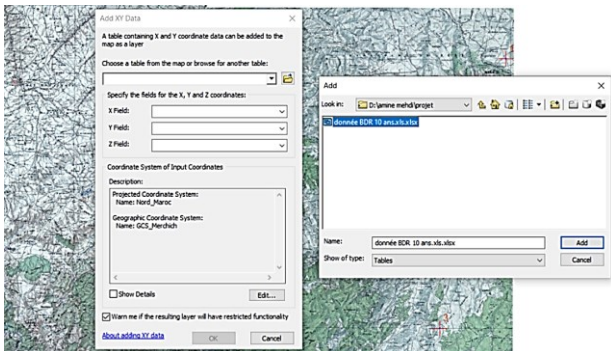 Add XY Data
A table containing X and Y coordinate data can be added to the
map as a layer
Choose a table from the map or browse for another table:
Specify the fields for the X, Y and Z coordinates:
X Field:
Y Field:
Z Field:
Coordinate System of Input Coordinates
Description:
Projected Coordinate System:
Name: Nord_Maroc
Geographic Coordinate System:
Name: GCS_Merchich
Show Details
Edit...
Warn me if the resulting layer will have restricted functionality
About adding XY data
OK
Cancel
Add
Look in: D:\amine mehdi\projet
donnée BDR 10 ans.xls.xlsx
Name: donnée BDR 10 ans.xls.xlsx
Add
Show of type: Tables
Cancel